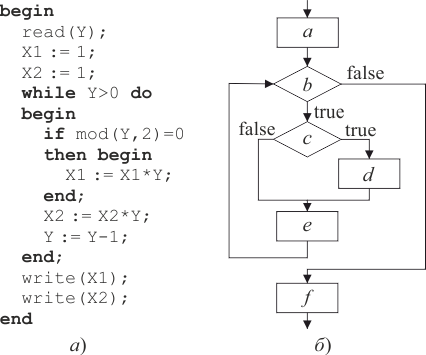 begin
read(Y);
X1 := 1;
X2 := 1;
while Y>0 do
begin
if mod(Y,2)=0
then begin
X1 := X1*Y;
end;
X2 := X2*Y;
Y := Y-1;
end;
write(X1);
write(X2);
end
а)
a
b
false
true
c
false
true
d
e
f
б)